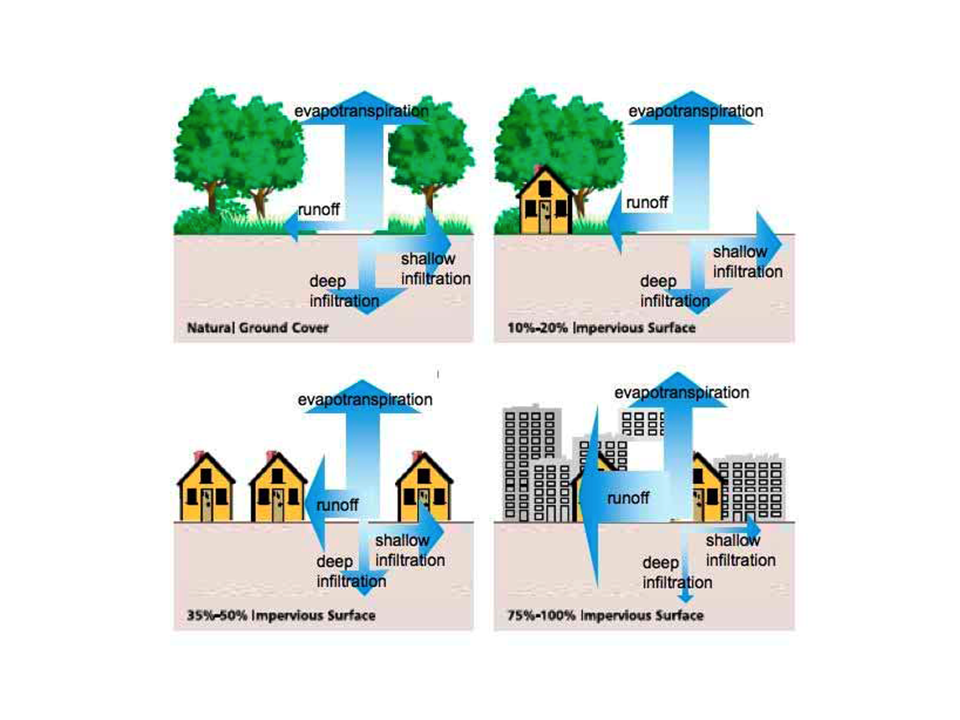 evapotranspiration
runoff
shallow
infiltration
deep
infiltration
Natural Ground Cover
evapotranspiration
runoff
shallow
infiltration
deep
infiltration
10%-20% Impervious Surface
evapotranspiration
runoff
shallow
infiltration
deep
infiltration
35%-50% Impervious Surface
evapotranspiration
runoff
shallow
infiltration
deep
infiltration
75%-100% Impervious Surface